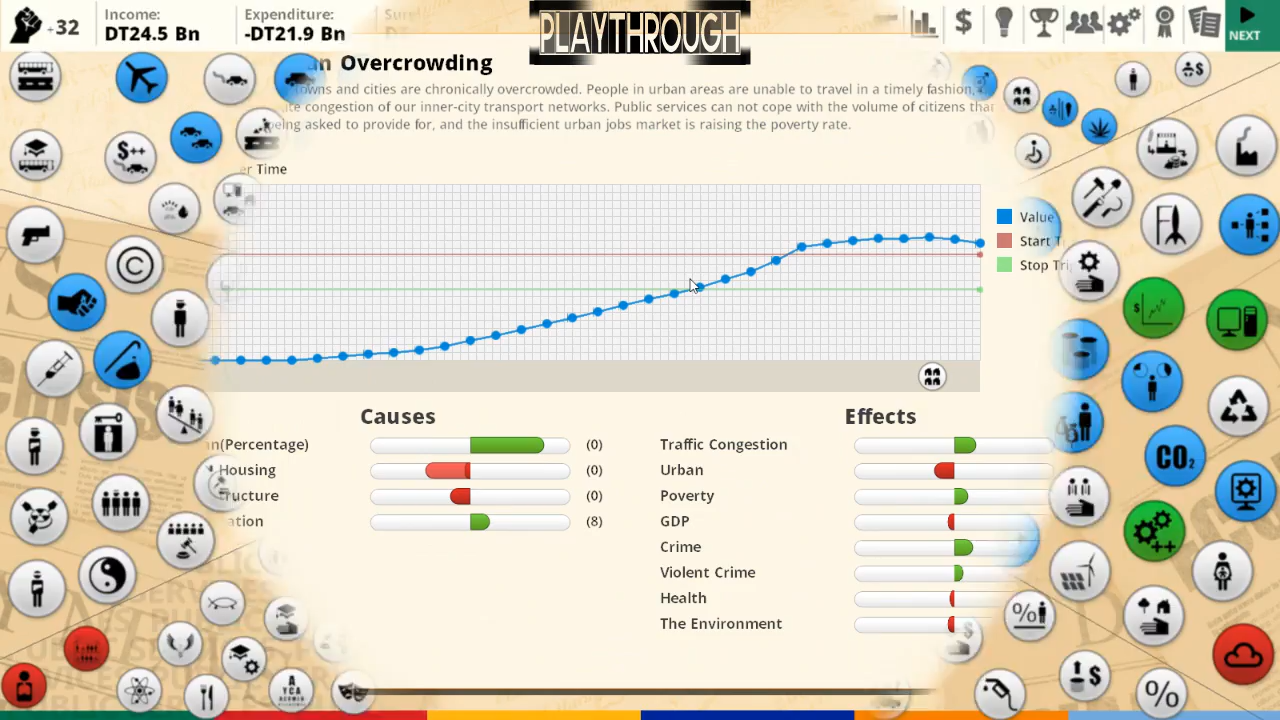 +32
Income:
DT24.5 Bn
Expenditure:
-DT21.9 Bn
PLAYTHROUGH
$
NEXT
Overcrowding
towns and cities are chronically overcrowded. People in urban areas are unable to travel in a timely fashion,
congestion of our inner-city transport networks. Public services can not cope with the volume of citizens that
being asked to provide for, and the insufficient urban jobs market is raising the poverty rate.
Time
Value
Start
Stop
Causes
Effects
(Percentage) (0)
Housing (0)
(0)
(8)
Traffic Congestion
Urban
Poverty
GDP
Crime
Violent Crime
Health
The Environment
CO2
$++
%